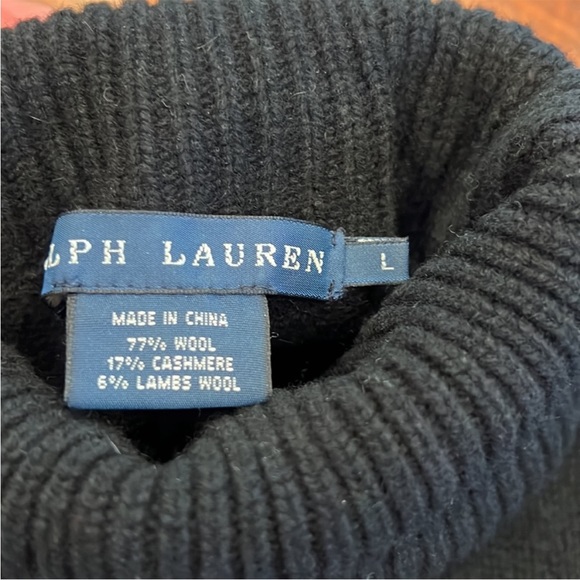 LPH LAUREN
L
MADE IN CHINA
77% WOOL
17% CASHMERE
6% LAMBS WOOL